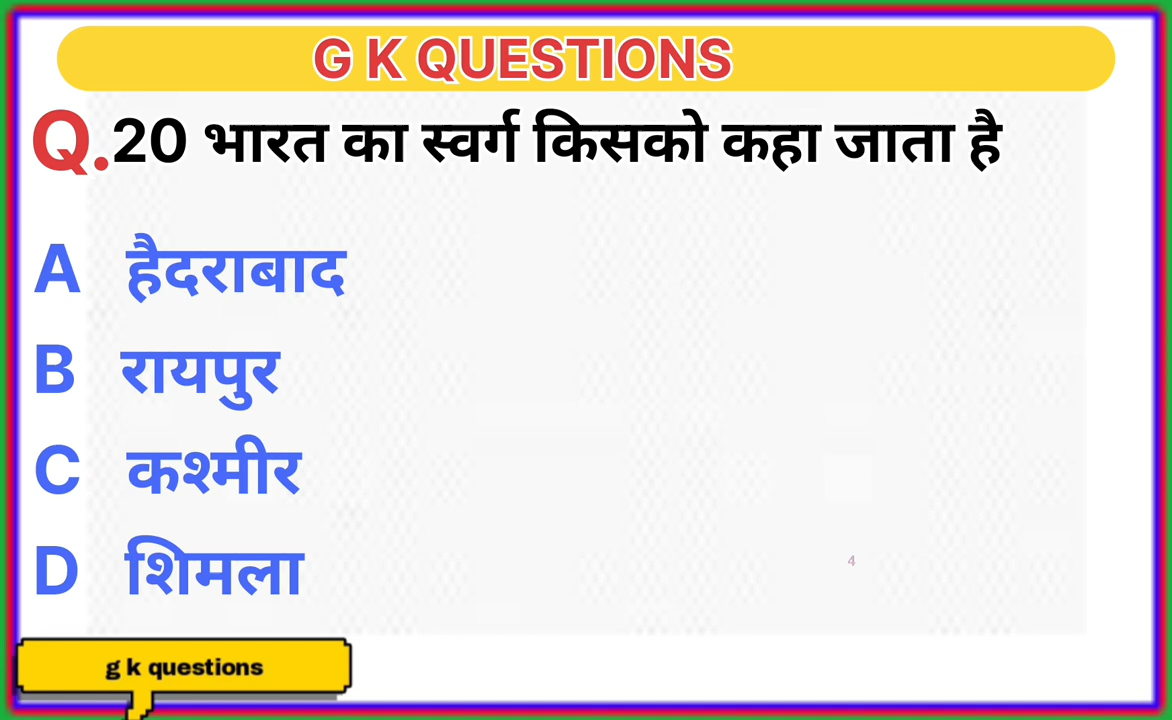 G K QUESTIONS
Q.20 भारत का स्वर्ग किसको कहा जाता है
A हैदराबाद
B रायपुर
C कश्मीर
D शिमला
4
g k questions